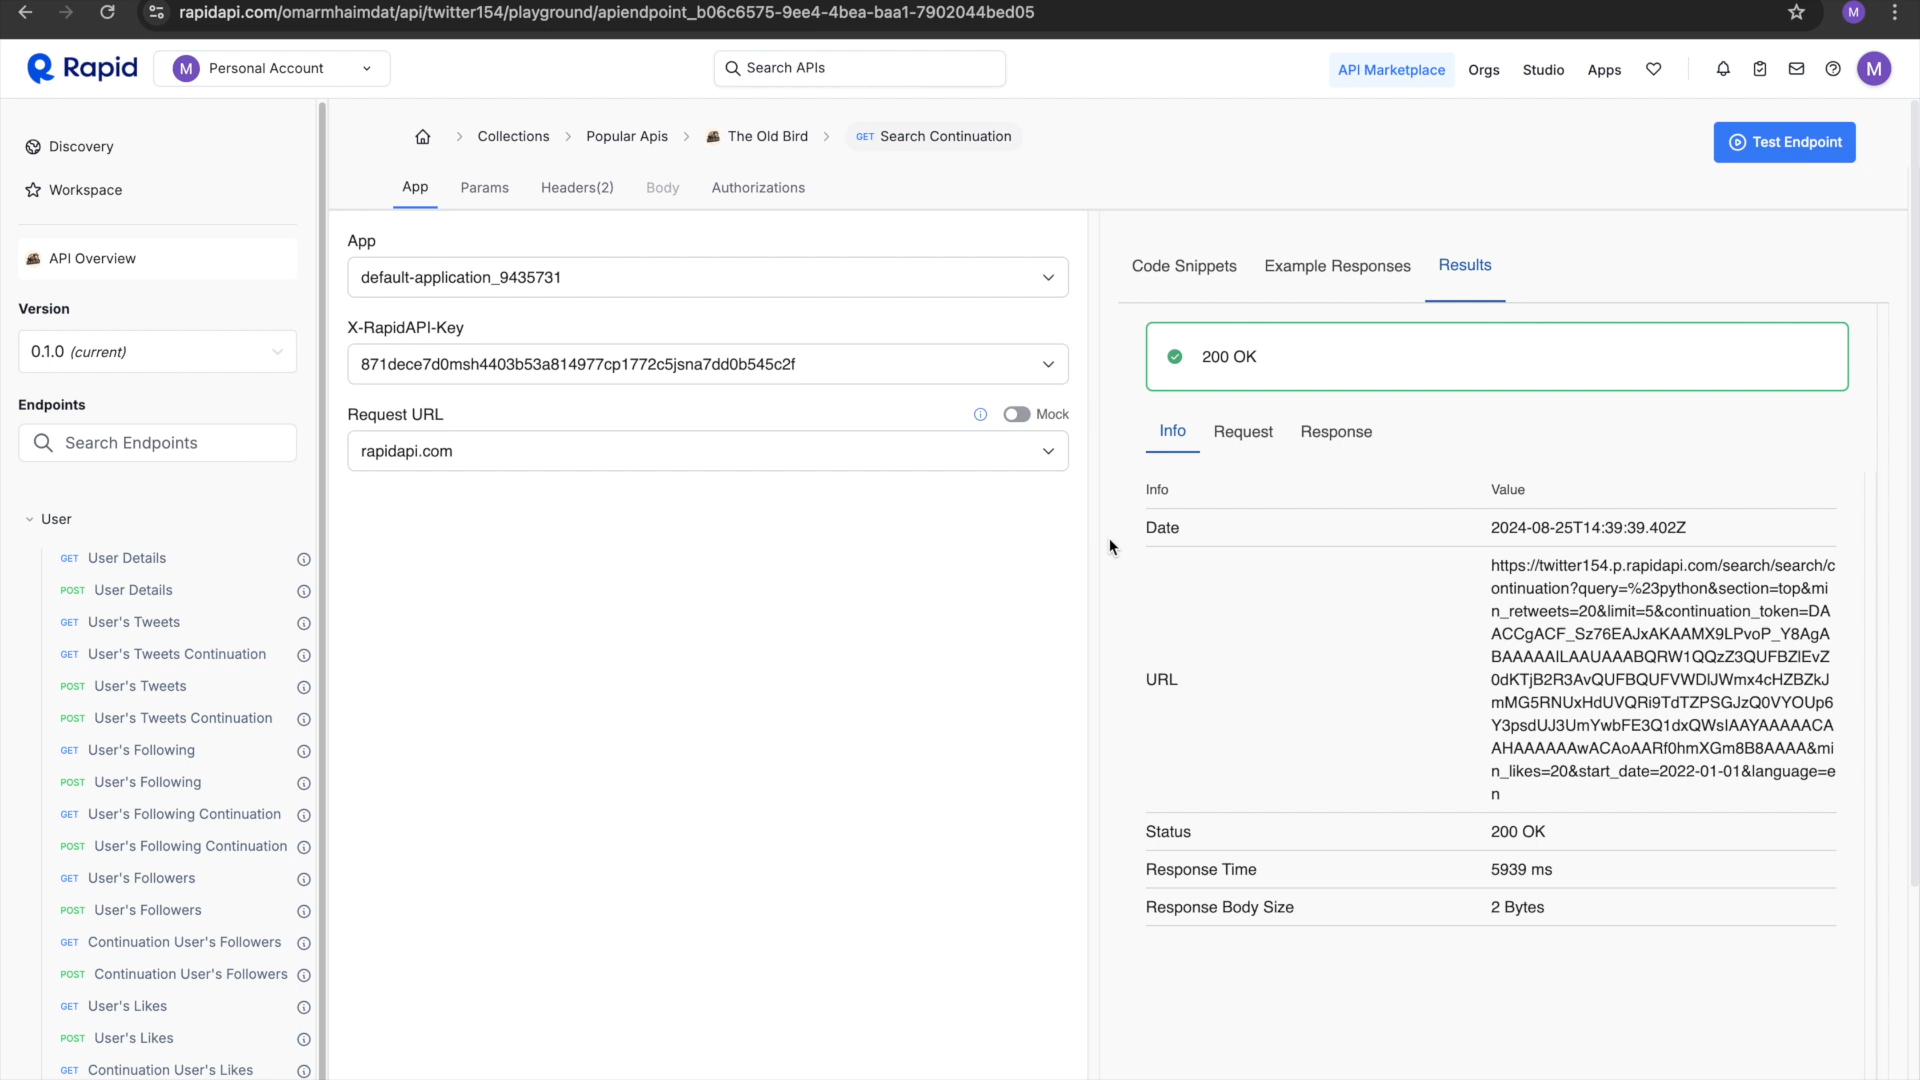 rapidapi.com/omarmhaimdat/api/twitter154/playground/apiendpoint_b06c6575-9ee4-4bea-baa1-7902044bed05
M
Rapid
M Personal Account
Search APIs
API Marketplace
Orgs
Studio
Apps
M
Discovery
Workspace
API Overview
Version
0.1.0 (current)
Endpoints
Search Endpoints
User
GET User Details
POST User Details
GET User's Tweets
GET User's Tweets Continuation
POST User's Tweets
POST User's Tweets Continuation
GET User's Following
POST User's Following
GET User's Following Continuation
POST User's Following Continuation
GET User's Followers
POST User's Followers
GET Continuation User's Followers
POST Continuation User's Followers
GET User's Likes
POST User's Likes
GET Continuation User's Likes
Collections
Popular Apis
The Old Bird
GET Search Continuation
Test Endpoint
App
Params
Headers(2)
Body
Authorizations
App
default-application_9435731
X-RapidAPI-Key
871dece7d0msh4403b53a814977cp1772c5jsna7dd0b545c2f
Request URL
Mock
rapidapi.com
Code Snippets
Example Responses
Results
200 OK
Info
Request
Response
Info Value
Date 2024-08-25T14:39:39.402Z
URL
https://twitter154.p.rapidapi.com/search/search/c
ontinuation?query=%23python&section=top&mi
n_retweets=20&limit=5&continuation_token=DA
ACCgACF_Sz76EAJxAKAAMX9LPvoP_Y8AgA
BAAAAAILAAUAAABQRW1QQzZ3QUFBZlEvZ
0dKTjB2R3AvQUFBQUFVWDlJWmx4cHZBZkJ
mMG5RNUxHdUVQRi9TdTZPSGJzQ0VYOUp6
Y3psdUJ3UmYwbFE3Q1dxQWsIAAYAAAAACA
AHAAAAAAwACAoAARf0hmXGm8B8AAAA&mi
n_likes=20&start_date=2022-01-01&language=e
n
Status 200 OK
Response Time 5939 ms
Response Body Size 2 Bytes